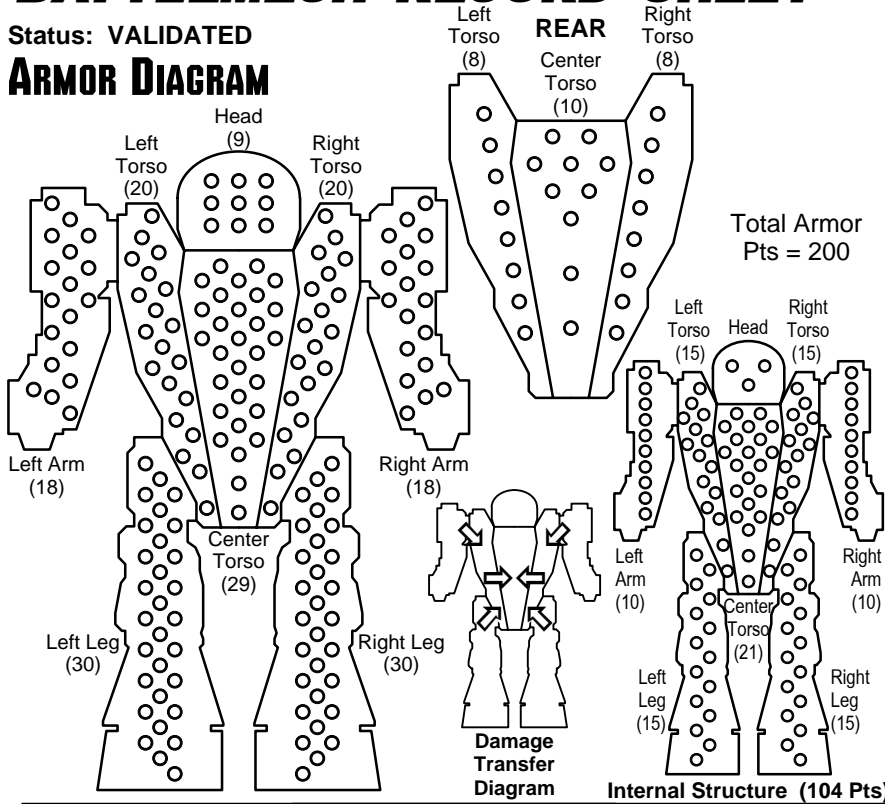 BATTLEMECH RECORD SHEET
Status: VALIDATED
ARMOR DIAGRAM
Head
(9)
Left
Torso
(20)
Right
Torso
(20)
Left Arm
(18)
Right Arm
(18)
Center
Torso
(29)
Left Leg
(30)
Right Leg
(30)
REAR
Left
Torso
(8)
Center
Torso
(10)
Right
Torso
(8)
Total Armor
Pts = 200
Left
Torso
(15)
Head
Right
Torso
(15)
Left
Arm
(10)
Right
Arm
(10)
Center
Torso
(21)
Left
Leg
(15)
Right
Leg
(15)
Damage
Transfer
Diagram
Internal Structure (104 Pts)